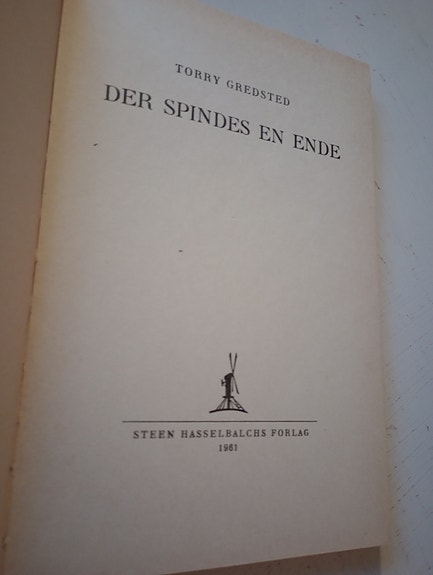 TORRY GREDSTED
DER SPINDES EN ENDE
STEEN HASSELBALCHS FORLAG
1961